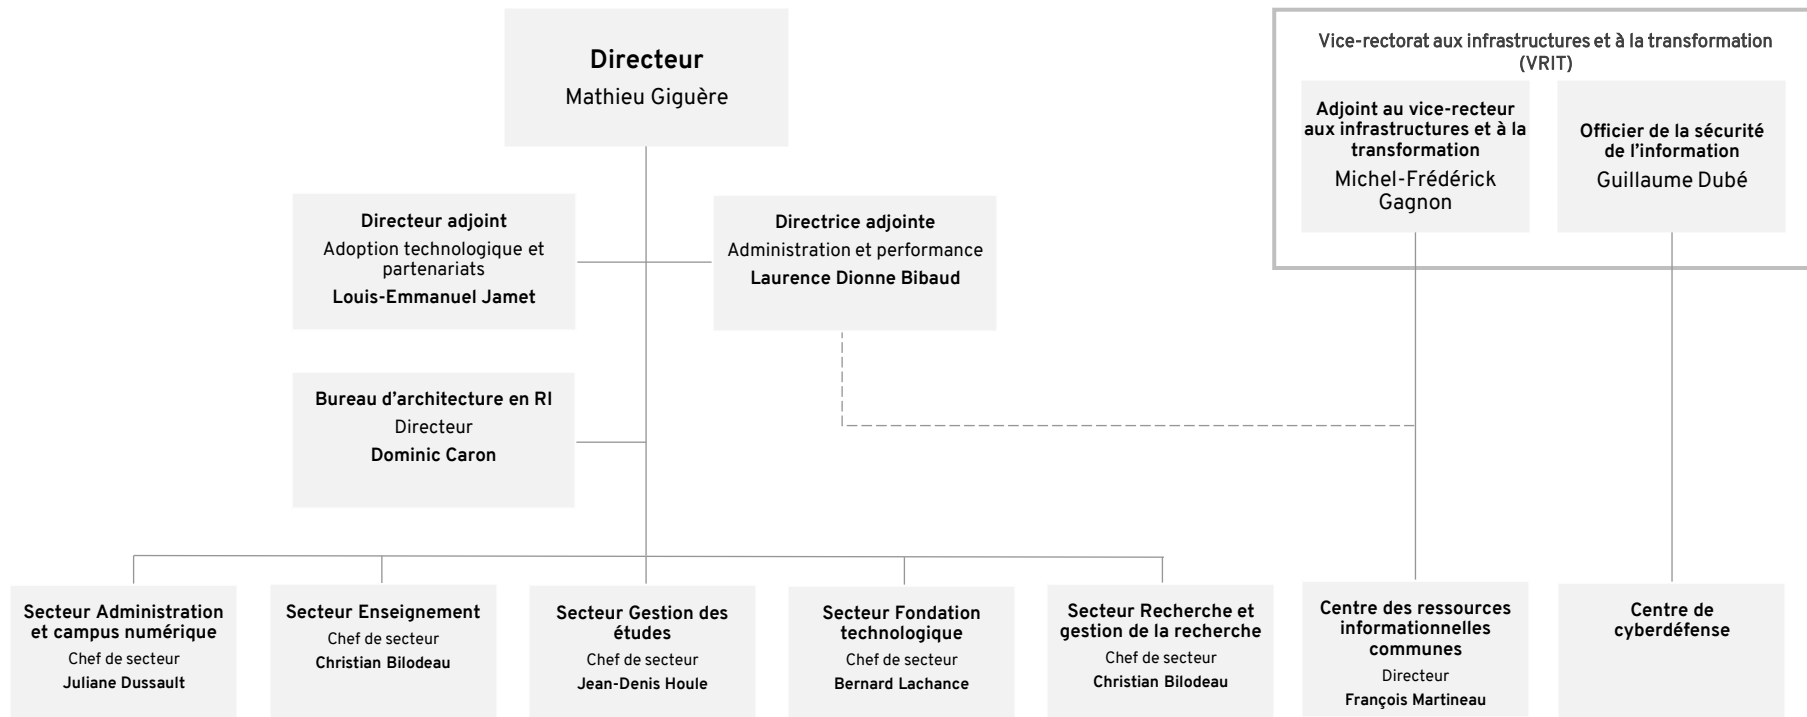 Directeur
Mathieu Giguère
Vice-rectorat aux infrastructures et à la transformation
(VRIT)
Adjoint au vice-recteur
aux infrastructures et à la
transformation
Michel-Frédérick
Gagnon
Officier de la sécurité
de l'information
Guillaume Dubé
Directeur adjoint
Adoption technologique et
partenariats
Louis-Emmanuel Jamet
Directrice adjointe
Administration et performance
Laurence Dionne Bibaud
Bureau d'architecture en RI
Directeur
Dominic Caron
Secteur Administration
et campus numérique
Chef de secteur
Juliane Dussault
Secteur Enseignement
Chef de secteur
Christian Bilodeau
Secteur Gestion des
études
Chef de secteur
Jean-Denis Houle
Secteur Fondation
technologique
Chef de secteur
Bernard Lachance
Secteur Recherche et
gestion de la recherche
Chef de secteur
Christian Bilodeau
Centre des ressources
informationnelles
communes
Directeur
François Martineau
Centre de
cyberdéfense